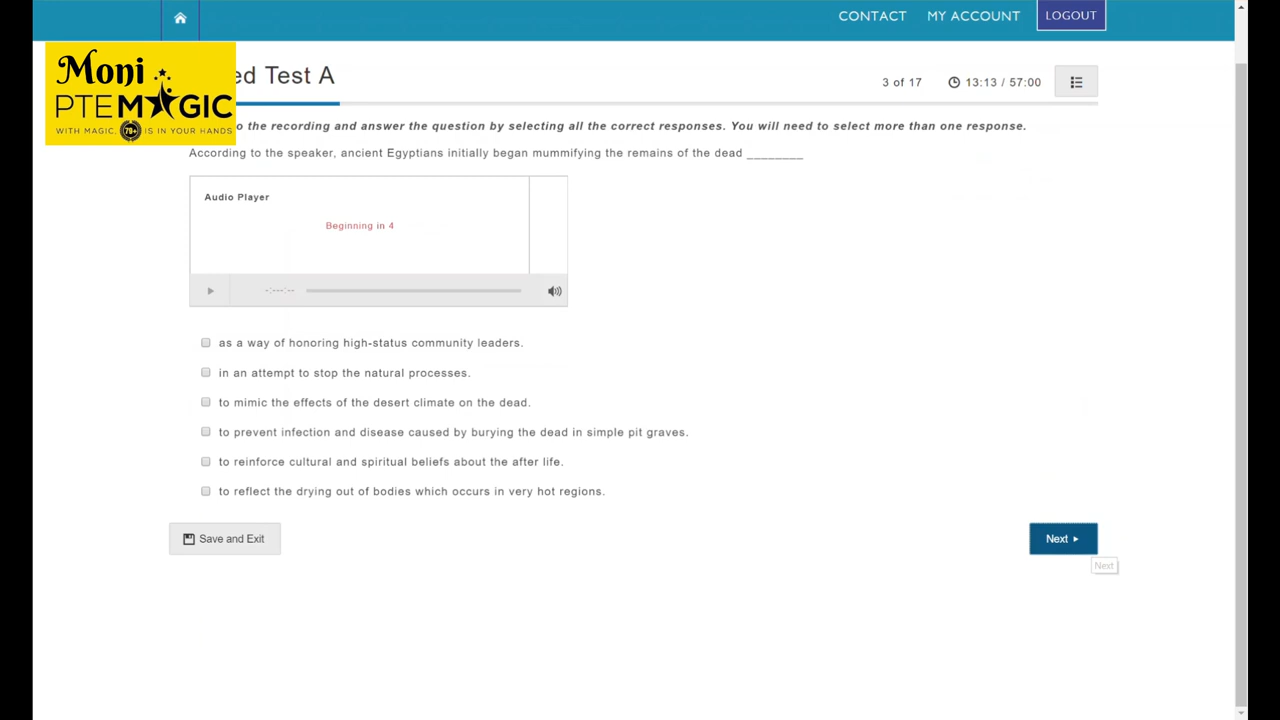 CONTACT MY ACCOUNT LOGOUT
Moni
PTEMAGIC
WITH MAGIC. 79+ IS IN YOUR HANDS
ed Test A
3 of 17 13:13 / 57:00
o the recording and answer the question by selecting all the correct responses. You will need to select more than one response.
According to the speaker, ancient Egyptians initially began mummifying the remains of the dead ________
Audio Player
Beginning in 4
-:--:--
as a way of honoring high-status community leaders.
in an attempt to stop the natural processes.
to mimic the effects of the desert climate on the dead.
to prevent infection and disease caused by burying the dead in simple pit graves.
to reinforce cultural and spiritual beliefs about the after life.
to reflect the drying out of bodies which occurs in very hot regions.
Save and Exit
Next
Next